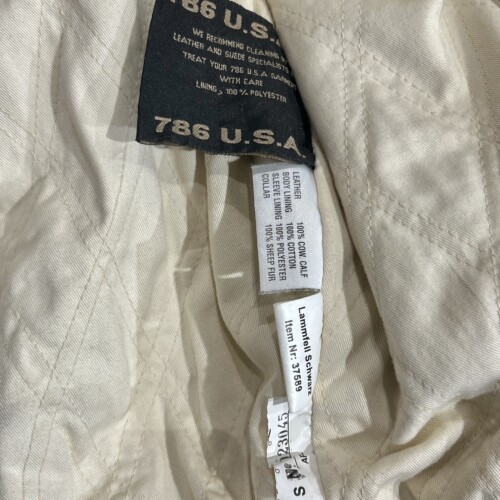 786 U.S.A
WE RECOMMEND CLEANING BY
LEATHER AND SUEDE SPECIALISTS
TREAT YOUR 786 U.S.A GARMENT
WITH CARE
LINING > 100% POLYESTER
786 U.S.A
LEATHER 100% COW, CALF
BODY LINING 100% COTTON
SLEEVE LINING 100% POLYESTER
COLLAR 100% SHEEP FUR
Lammfell Schwarz
Item Nr: 37589